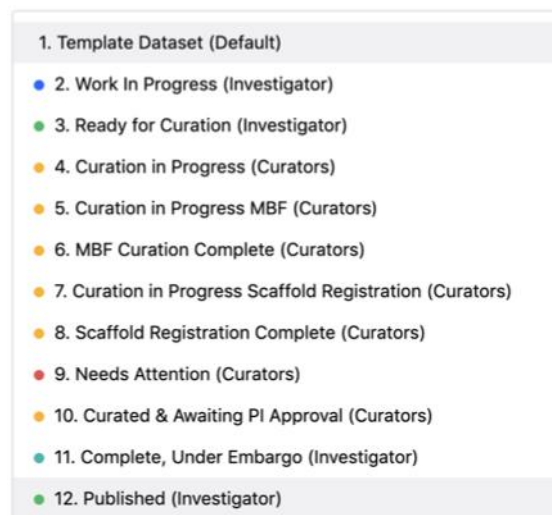 1. Template Dataset (Default)
2. Work In Progress (Investigator)
3. Ready for Curation (Investigator)
4. Curation in Progress (Curators)
5. Curation in Progress MBF (Curators)
6. MBF Curation Complete (Curators)
7. Curation in Progress Scaffold Registration (Curators)
8. Scaffold Registration Complete (Curators)
9. Needs Attention (Curators)
10. Curated & Awaiting PI Approval (Curators)
11. Complete, Under Embargo (Investigator)
12. Published (Investigator)